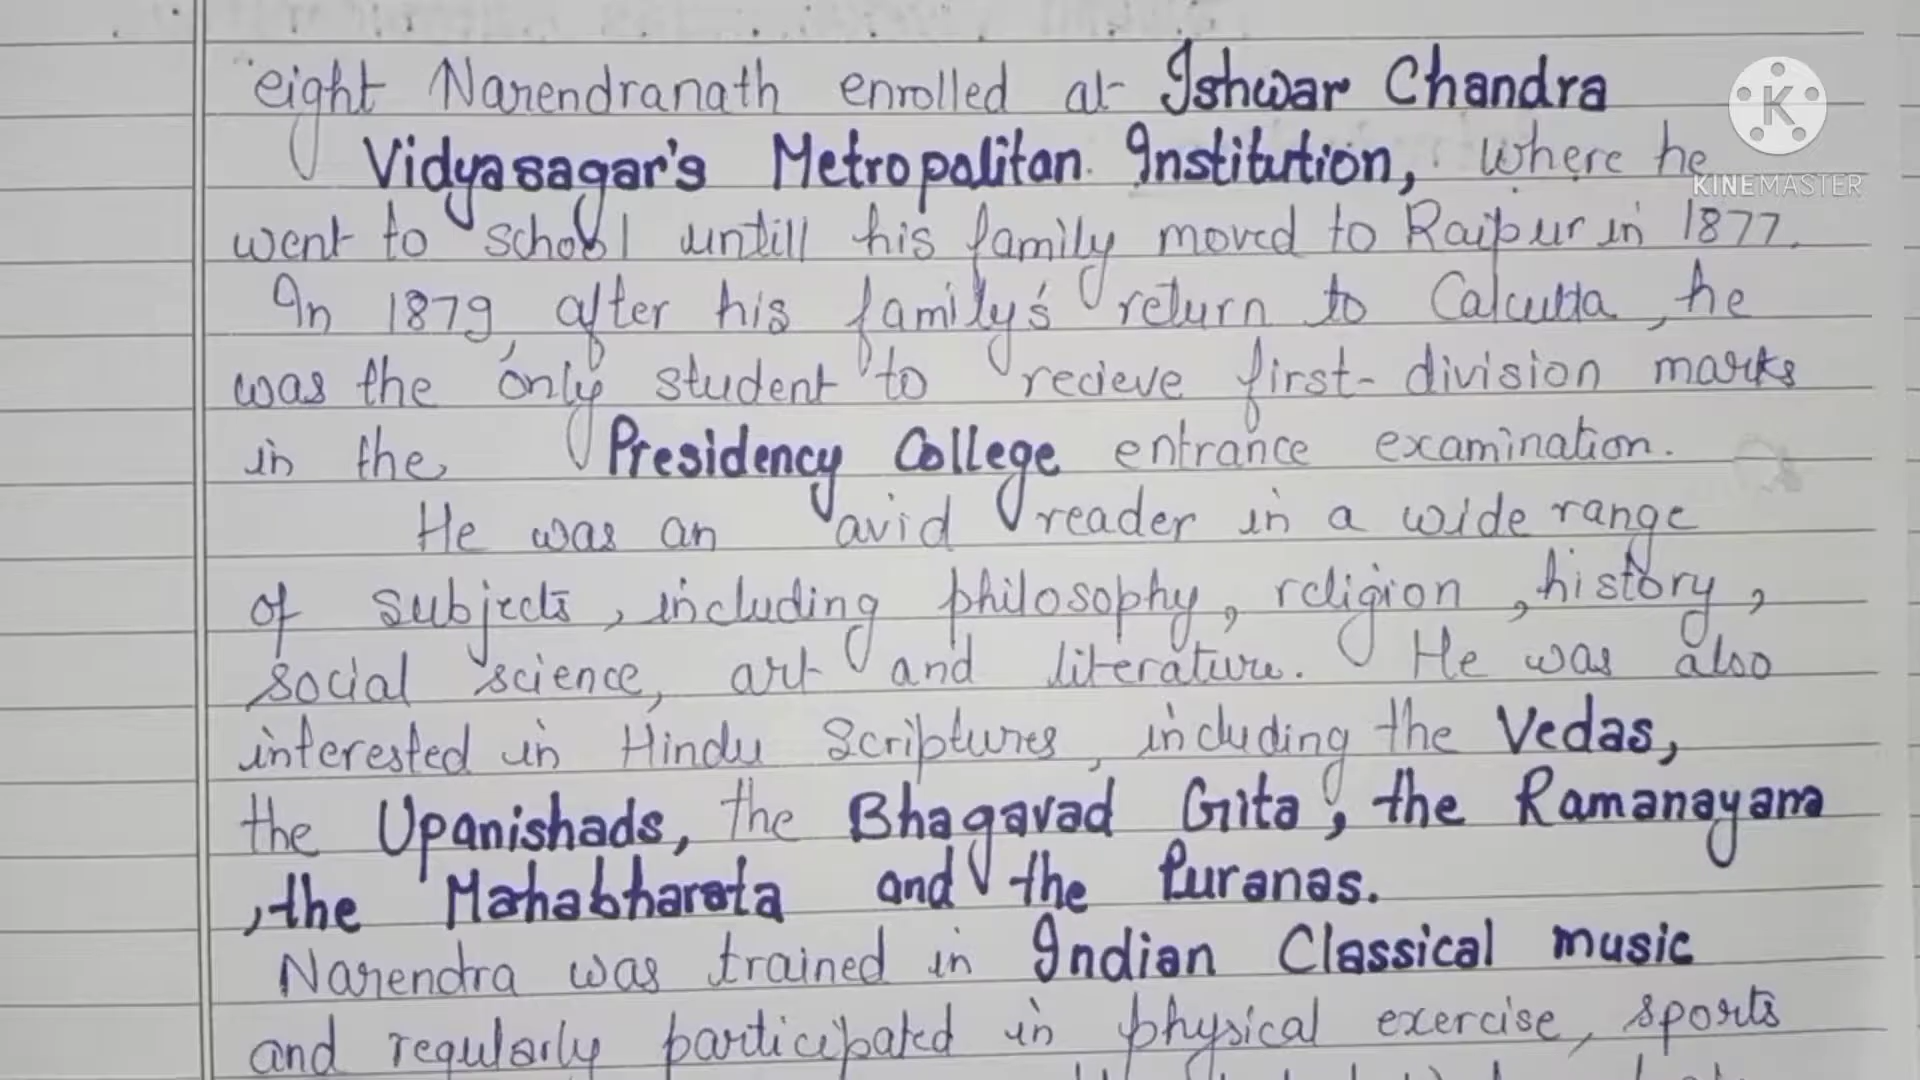 eight Narendranath enrolled at Ishwar Chandra
Vidyasagar's Metropolitan Institution, where he
KINEMASTER
went to school untill his family moved to Raipur in 1877.
In 1879, after his family's return to Calcutta, he
was the only student to recieve first-division marks
in the Presidency College entrance examination.
He was an avid reader in a wide range
of subjects, including philosophy, religion, history,
social science, art and literature. He was also
interested in Hindu Scriptures, including the Vedas,
the Upanishads, the Bhagavad Gita, the Ramanayama
,the Mahabharata and the Puranas.
Narendra was trained in Indian Classical music
and regularly participated in physical exercise, sports